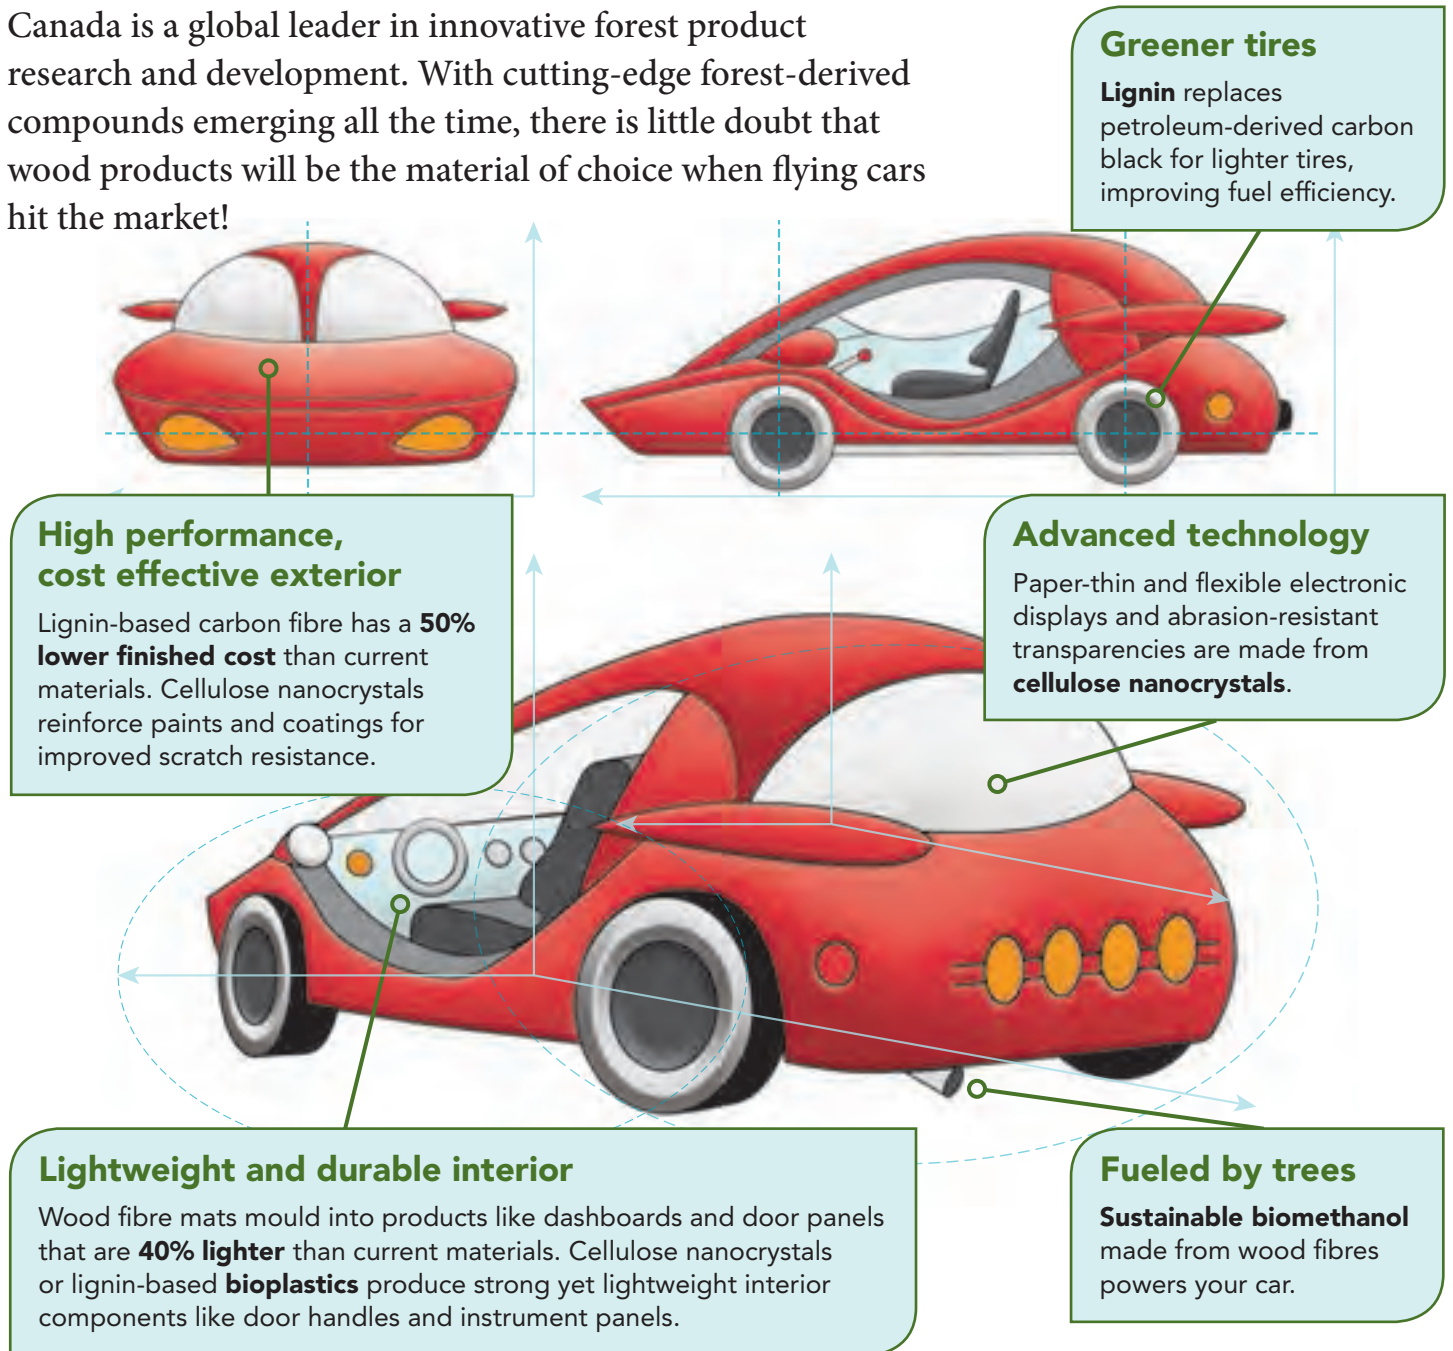 Canada is a global leader in innovative forest product
research and development. With cutting-edge forest-derived
compounds emerging all the time, there is little doubt that
wood products will be the material of choice when flying cars
hit the market!
Greener tires
Lignin replaces
petroleum-derived carbon
black for lighter tires,
improving fuel efficiency.
High performance,
cost effective exterior
Lignin-based carbon fibre has a 50%
lower finished cost than current
materials. Cellulose nanocrystals
reinforce paints and coatings for
improved scratch resistance.
Advanced technology
Paper-thin and flexible electronic
displays and abrasion-resistant
transparencies are made from
cellulose nanocrystals.
Lightweight and durable interior
Wood fibre mats mould into products like dashboards and door panels
that are 40% lighter than current materials. Cellulose nanocrystals
or lignin-based bioplastics produce strong yet lightweight interior
components like door handles and instrument panels.
Fueled by trees
Sustainable biomethanol
made from wood fibres
powers your car.